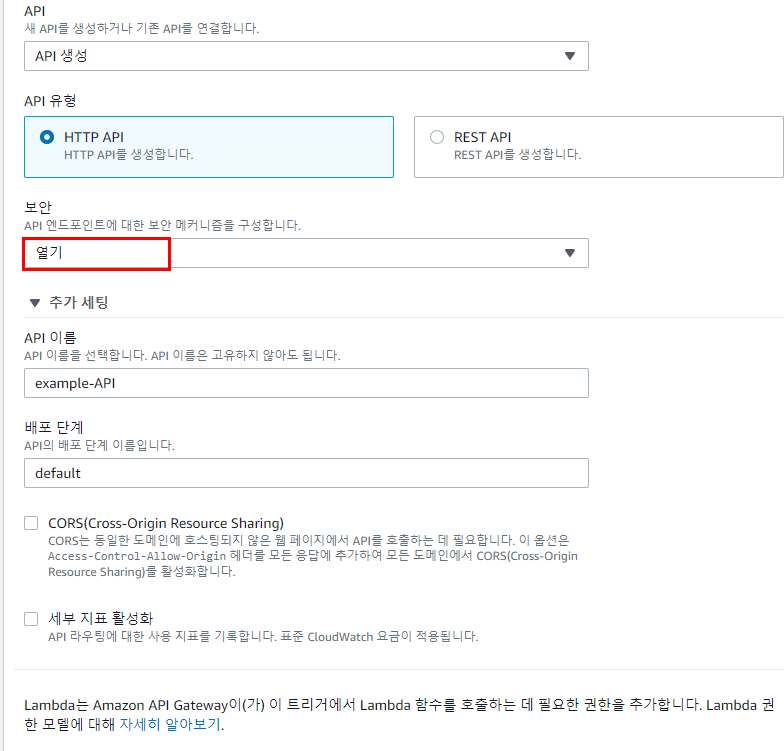 API
새 API를 생성하거나 기존 API를 연결합니다.
API 생성
API 유형
HTTP API
HTTP API를 생성합니다.
REST API
REST API를 생성합니다.
보안
API 엔드포인트에 대한 보안 메커니즘을 구성합니다.
열기
추가 세팅
API 이름
API 이름을 선택합니다. API 이름은 고유하지 않아도 됩니다.
example-API
배포 단계
API의 배포 단계 이름입니다.
default
CORS(Cross-Origin Resource Sharing)
CORS는 동일한 도메인에 호스팅되지 않은 웹 페이지에서 API를 호출하는 데 필요합니다. 이 옵션은
Access-Control-Allow-Origin 헤더를 모든 응답에 추가하여 모든 도메인에서 CORS(Cross-Origin
Resource Sharing)를 활성화합니다.
세부 지표 활성화
API 라우팅에 대한 사용 지표를 기록합니다. 표준 CloudWatch 요금이 적용됩니다.
Lambda는 Amazon API Gateway이(가) 이 트리거에서 Lambda 함수를 호출하는 데 필요한 권한을 추가합니다. Lambda 권
한 모델에 대해 자세히 알아보기.